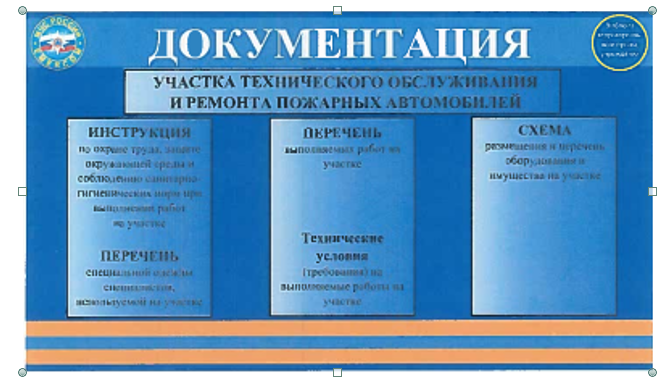 МЧС РОССИИ
ДОКУМЕНТАЦИЯ
УЧАСТКА ТЕХНИЧЕСКОГО ОБСЛУЖИВАНИЯ
И РЕМОНТА ПОЖАРНЫХ АВТОМОБИЛЕЙ
ИНСТРУКЦИЯ
по охране труда, защите
окружающей среды и
соблюдению санитарно-
гигиенических норм при
выполнении работ
на участке
ПЕРЕЧЕНЬ
специальной одежды
специалистов,
используемой на участке
ПЕРЕЧЕНЬ
выполняемых работ на
участке
Технические
условия
(требования) на
выполняемые работы на
участке
СХЕМА
размещения и перечень
оборудования и
имущества на участке